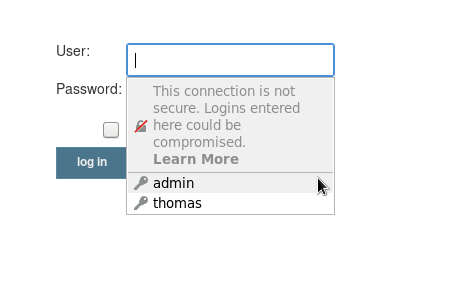 User:
Password:
This connection is not
secure. Logins entered
here could be
compromised.
Learn More
log in
admin
thomas